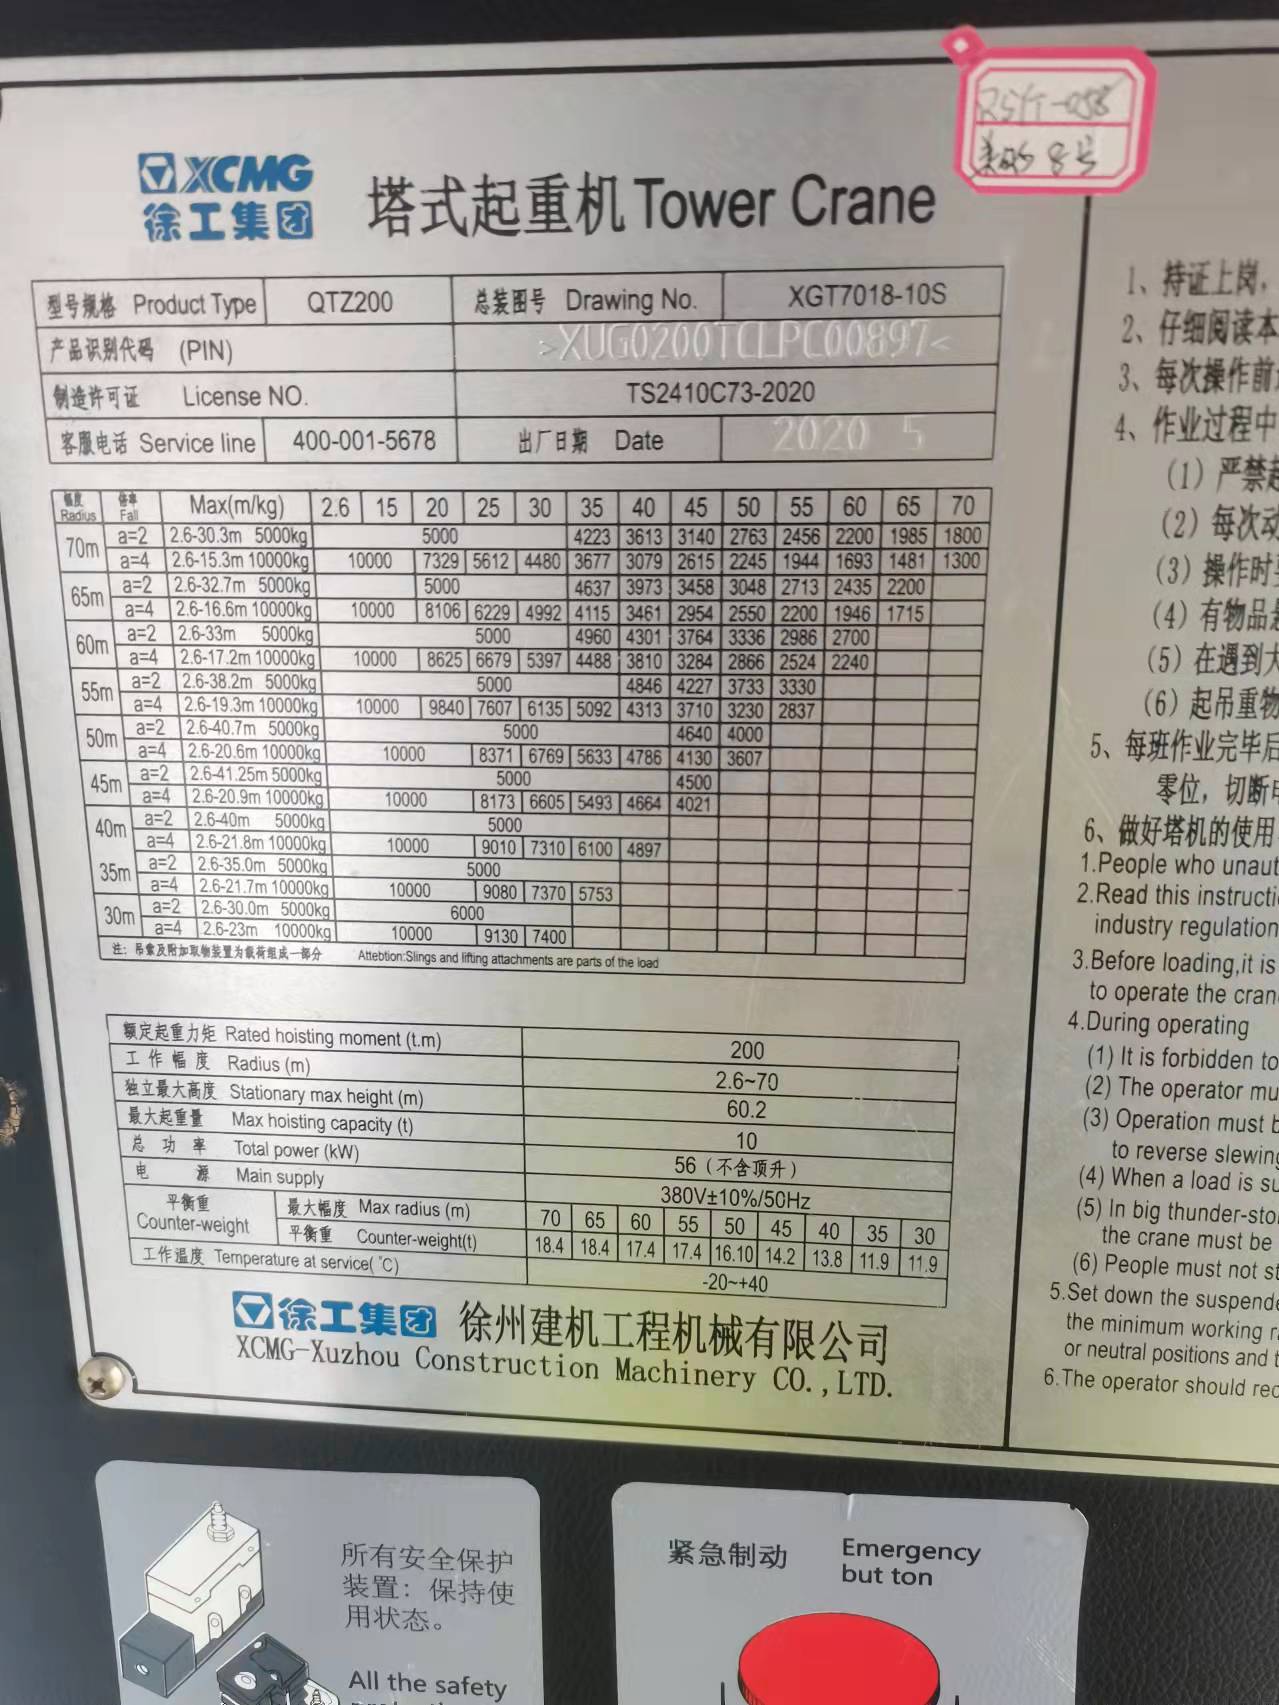 XCMG
徐工集团
塔式起重机 Tower Crane
8号
型号规格 Product Type QTZ200 总装图号 Drawing No. XGT7018-10S
产品识别代码 (PIN) >XUG0200TCLPC00897<
制造许可证 License NO. TS2410C73-2020
客服电话 Service line 400-001-5678 出厂日期 Date 2020 5
幅度 Radius 倍率 Fall Max(m/kg) 2.6 15 20 25 30 35 40 45 50 55 60 65 70
70m a=2 2.6-30.3m 5000kg 5000 4223 3613 3140 2763 2456 2200 1985 1800
a=4 2.6-15.3m 10000kg 10000 7329 5612 4480 3677 3079 2615 2245 1944 1693 1481 1300
65m a=2 2.6-32.7m 5000kg 5000 4637 3973 3458 3048 2713 2435 2200
a=4 2.6-16.6m 10000kg 10000 8106 6229 4992 4115 3461 2954 2550 2200 1946 1715
60m a=2 2.6-33m 5000kg 5000 4960 4301 3764 3336 2986 2700
a=4 2.6-17.2m 10000kg 10000 8625 6679 5397 4488 3810 3284 2866 2524 2240
55m a=2 2.6-38.2m 5000kg 5000 4846 4227 3733 3330
a=4 2.6-19.3m 10000kg 10000 9840 7607 6135 5092 4313 3710 3230 2837
50m a=2 2.6-40.7m 5000kg 5000 4640 4000
a=4 2.6-20.6m 10000kg 10000 8371 6769 5633 4786 4130 3607
45m a=2 2.6-41.25m 5000kg 5000 4500
a=4 2.6-20.9m 10000kg 10000 8173 6605 5493 4664 4021
40m a=2 2.6-40m 5000kg 5000
a=4 2.6-21.8m 10000kg 10000 9010 7310 6100 4897
35m a=2 2.6-35.0m 5000kg 5000
a=4 2.6-21.7m 10000kg 10000 9080 7370 5753
30m a=2 2.6-30.0m 5000kg 6000
a=4 2.6-23m 10000kg 10000 9130 7400
注：吊索及附加取物装置为载荷组成一部分 Attebtion:Slings and lifting attachments are parts of the load
额定起重力矩 Rated hoisting moment (t.m) 200
工作幅度 Radius (m) 2.6~70
独立最大高度 Stationary max height (m) 60.2
最大起重量 Max hoisting capacity (t) 10
总功率 Total power (kW) 56（不含顶升）
电源 Main supply 380V±10%/50Hz
平衡重 Counter-weight 最大幅度 Max radius (m) 70 65 60 55 50 45 40 35 30
平衡重 Counter-weight(t) 18.4 18.4 17.4 17.4 16.10 14.2 13.8 11.9 11.9
工作温度 Temperature at service(℃) -20~+40
徐工集团 徐州建机工程机械有限公司
XCMG-Xuzhou Construction Machinery CO.,LTD.
1、持证上岗，
2、仔细阅读本
3、每次操作前
4、作业过程中
（1）严禁
（2）每次动
（3）操作时
（4）有物品
（5）在遇到大
（6）起吊重物
5、每班作业完毕后
零位，切断
6、做好塔机的使用
1.People who unaut
2.Read this instructi
industry regulation
3.Before loading,it is
to operate the cran
4.During operating
(1) It is forbidden to
(2) The operator mu
(3) Operation must b
to reverse slewing
(4) When a load is su
(5) In big thunder-sto
the crane must be
(6) People must not st
5.Set down the suspende
the minimum working r
or neutral positions and t
6.The operator should rec
所有安全保护
装置：保持使
用状态。
All the safety
紧急制动 Emergency
but ton